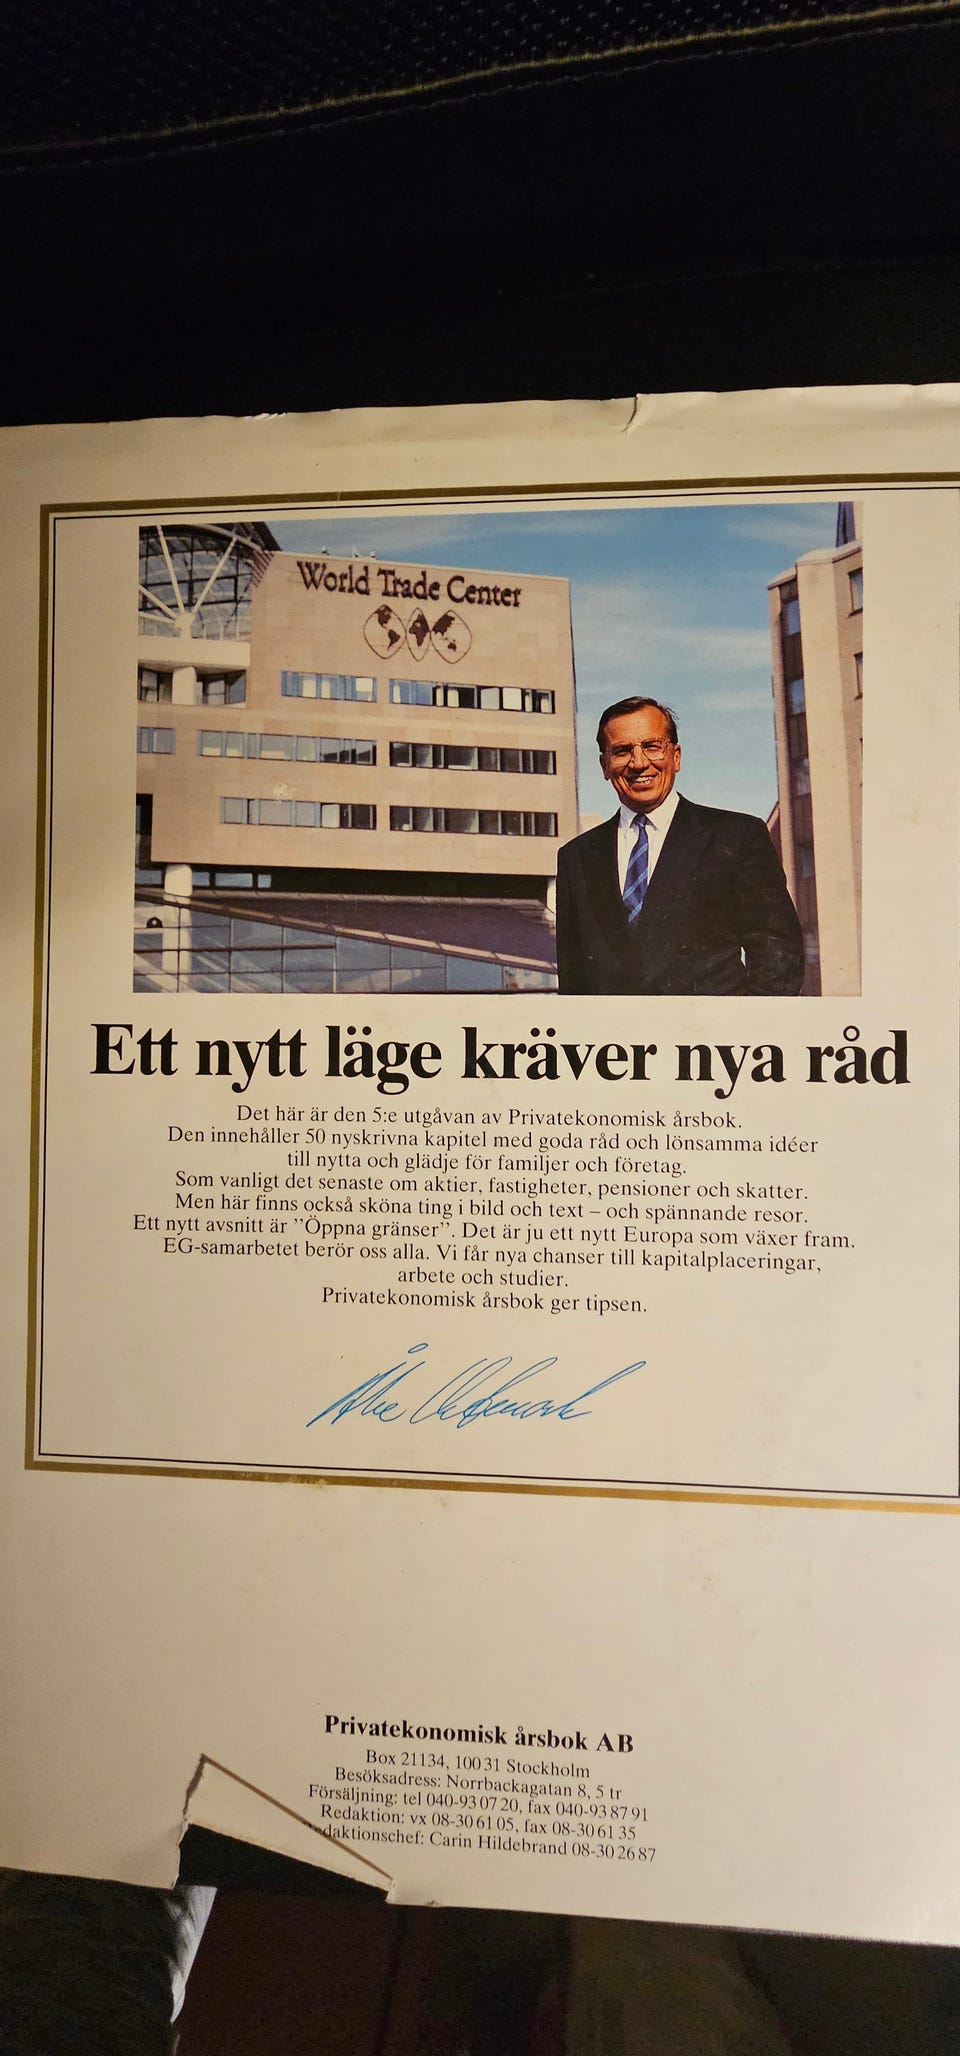 World Trade Center
Ett nytt läge kräver nya råd
Det här är den 5:e utgåvan av Privatekonomisk årsbok.
Den innehåller 50 nyskrivna kapitel med goda råd och lönsamma idéer
till nytta och glädje för familjer och företag.
Som vanligt det senaste om aktier, fastigheter, pensioner och skatter.
Men här finns också sköna ting i bild och text – och spännande resor.
Ett nytt avsnitt är ”Öppna gränser”. Det är ju ett nytt Europa som växer fram.
EG-samarbetet berör oss alla. Vi får nya chanser till kapitalplaceringar,
arbete och studier.
Privatekonomisk årsbok ger tipsen.
Privatekonomisk årsbok AB
Box 21134, 100 31 Stockholm
Besöksadress: Norrbackagatan 8, 5 tr
Försäljning: tel 040-93 07 20, fax 040-93 87 91
Redaktion: vx 08-30 61 05, fax 08-30 61 35
edaktionschef: Carin Hildebrand 08-30 26 87